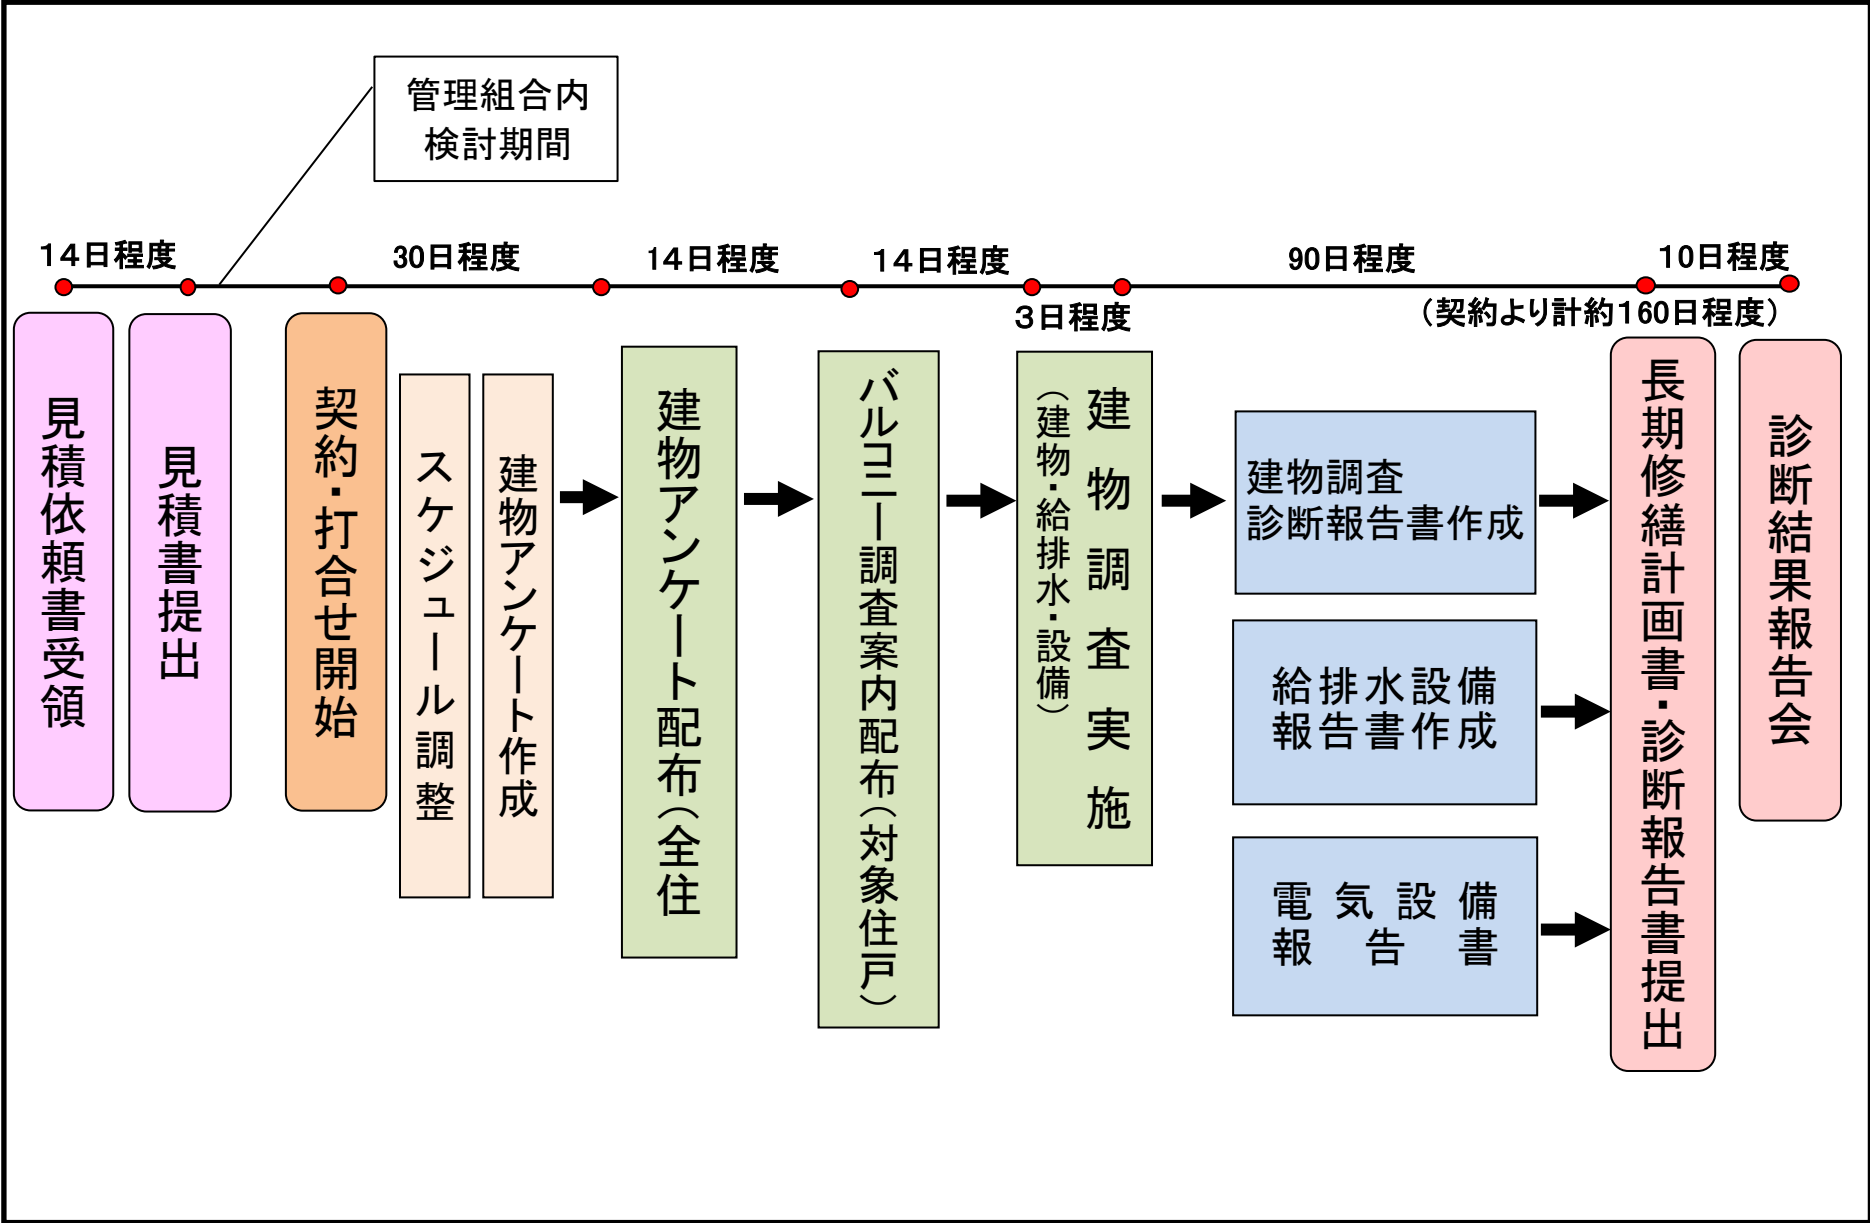 管理組合内
検討期間
14日程度
30日程度
14日程度
14日程度
3日程度
90日程度
(契約より計約160日程度)
10日程度
見積依頼書受領
見積書提出
契約・打合せ開始
スケジュール調整
建物アンケート作成
建物アンケート配布(全住
バルコニー調査案内配布(対象住戸)
建物調査実施
(建物・給排水・設備)
建物調査
診断報告書作成
給排水設備
報告書作成
電気設備
報告書
長期修繕計画書・診断報告書提出
診断結果報告会